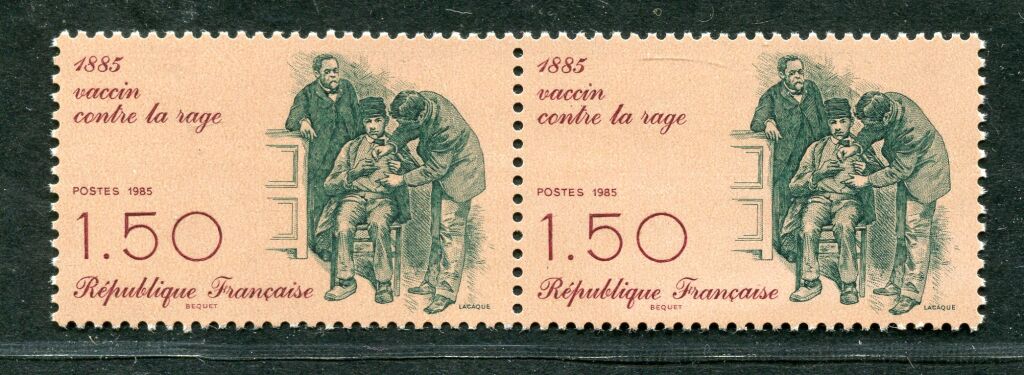 1885
vaccin
contre la rage
POSTES 1985
1.50
République Française
BEQUET
LACAQUE
1885
vaccin
contre la rage
POSTES 1985
1.50
République Française
BEQUET
LACAQUE